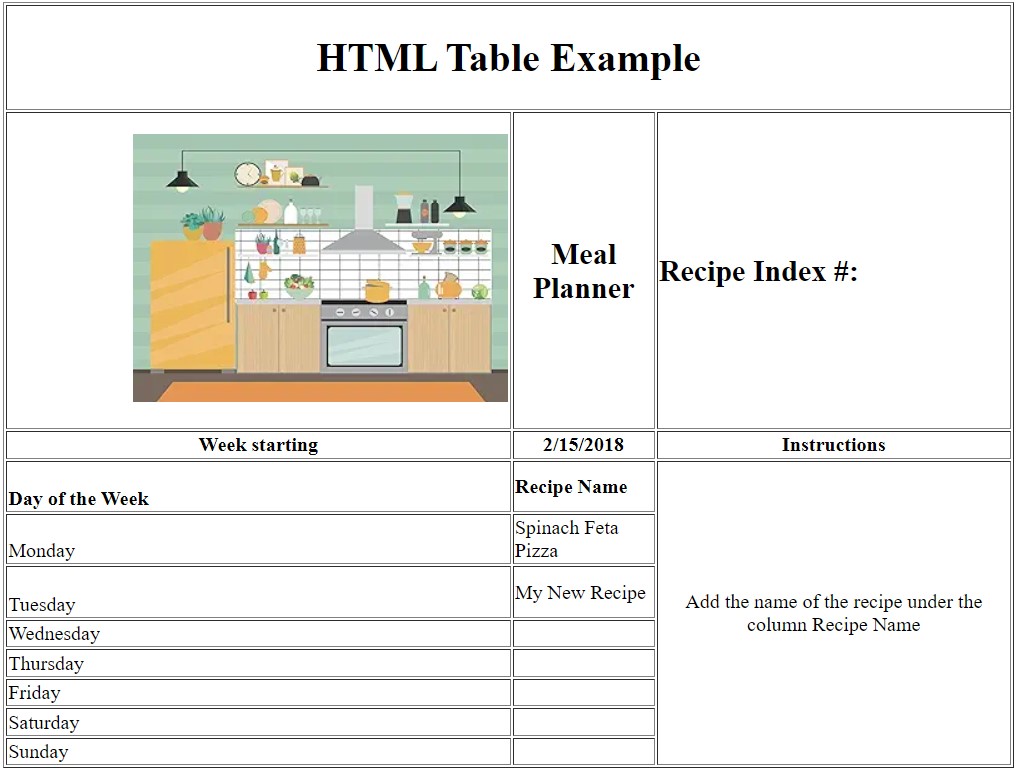 HTML Table Example
Meal
Planner
Recipe Index #:
Week starting
2/15/2018
Instructions
Day of the Week
Recipe Name
Monday
Spinach Feta
Pizza
Tuesday
My New Recipe
Add the name of the recipe under the
column Recipe Name
Wednesday
Thursday
Friday
Saturday
Sunday